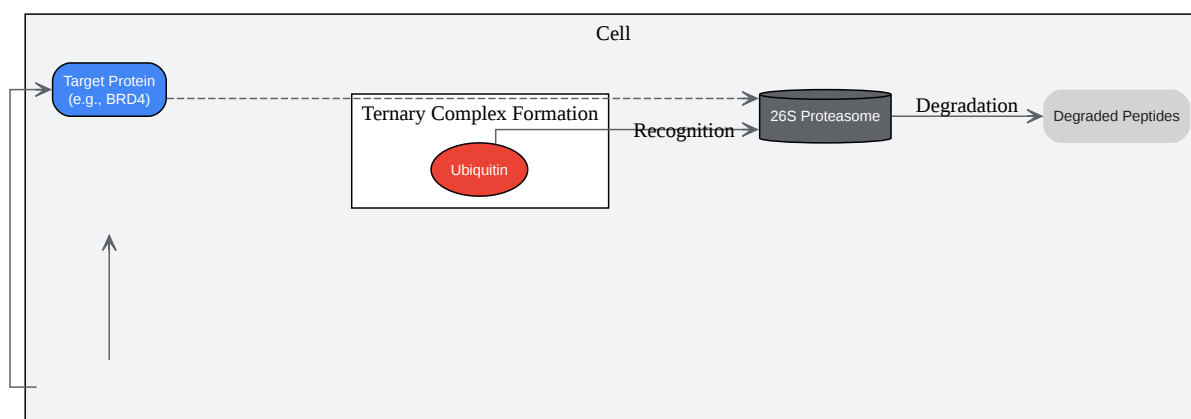 Cell
Target Protein
(e.g., BRD4)
Ternary Complex Formation
Ubiquitin
Recognition
26S Proteasome
Degradation
Degraded Peptides